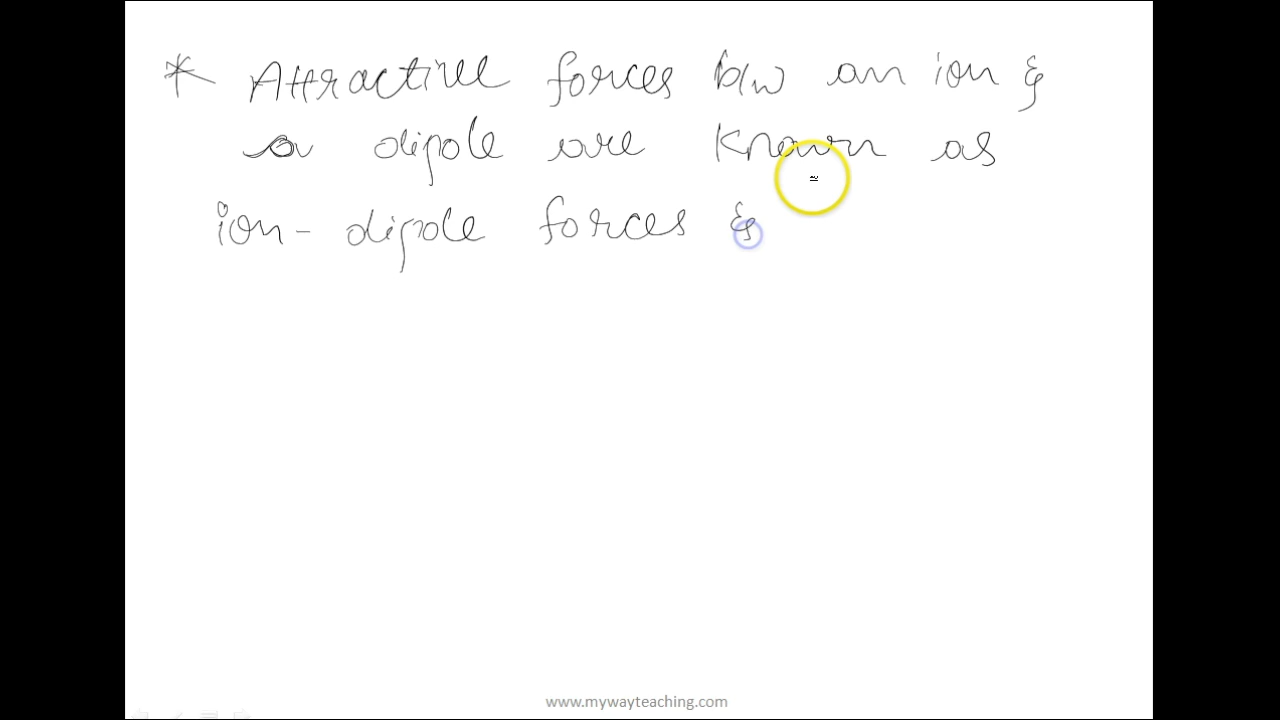 * Attractive forces b/w an ion &
a dipole are known as
ion-dipole forces &
www.mywayteaching.com